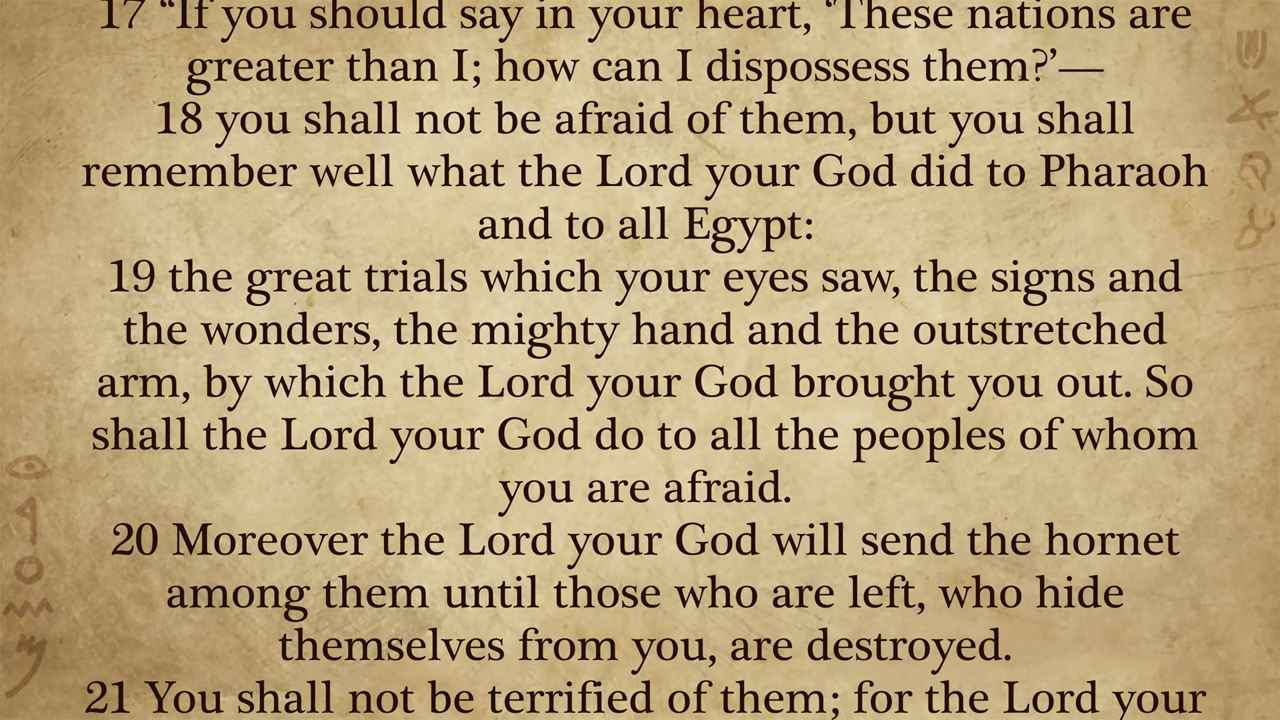 17 “If you should say in your heart, ‘These nations are
greater than I; how can I dispossess them?’—
18 you shall not be afraid of them, but you shall
remember well what the Lord your God did to Pharaoh
and to all Egypt:
19 the great trials which your eyes saw, the signs and
the wonders, the mighty hand and the outstretched
arm, by which the Lord your God brought you out. So
shall the Lord your God do to all the peoples of whom
you are afraid.
20 Moreover the Lord your God will send the hornet
among them until those who are left, who hide
themselves from you, are destroyed.
21 You shall not be terrified of them; for the Lord your